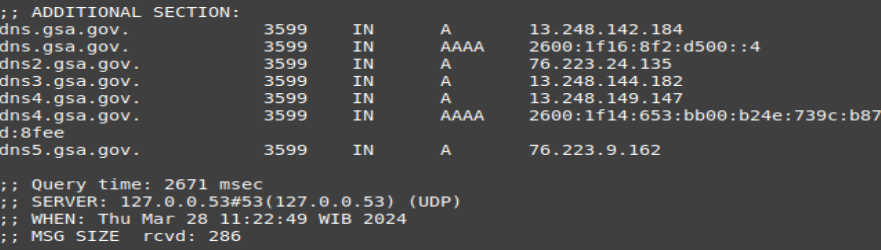 ;; ADDITIONAL SECTION:
dns.gsa.gov. 3599 IN A 13.248.142.184
dns.gsa.gov. 3599 IN AAAA 2600:1f16:8f2:d500::4
dns2.gsa.gov. 3599 IN A 76.223.24.135
dns3.gsa.gov. 3599 IN A 13.248.144.182
dns4.gsa.gov. 3599 IN A 13.248.149.147
dns4.gsa.gov. 3599 IN AAAA 2600:1f14:653:bb00:b24e:739c:b87
d:8fee
dns5.gsa.gov. 3599 IN A 76.223.9.162
;; Query time: 2671 msec
;; SERVER: 127.0.0.53#53(127.0.0.53) (UDP)
;; WHEN: Thu Mar 28 11:22:49 WIB 2024
;; MSG SIZE rcvd: 286